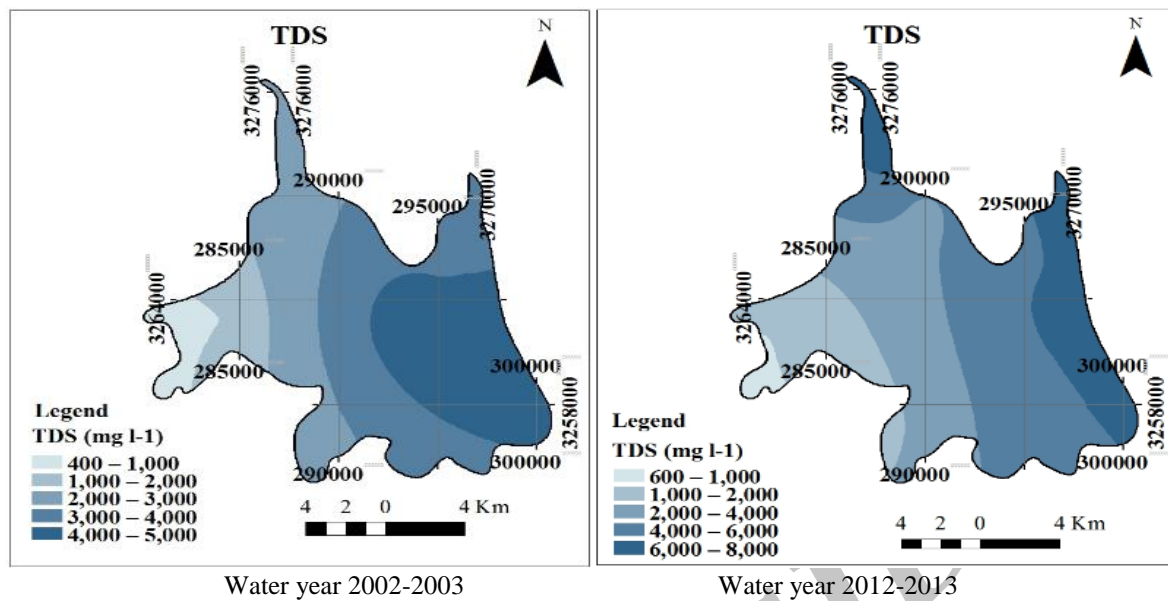 TDS
N
3276000
3276000
290000
295000
3270000
285000
3264000
285000
300000
3258000
290000
300000
Legend
TDS (mg l-1)
400 – 1,000
1,000 – 2,000
2,000 – 3,000
3,000 – 4,000
4,000 – 5,000
4 2 0 4 Km
Water year 2002-2003
TDS
N
3276000
3276000
290000
295000
3270000
285000
3264000
285000
300000
3258000
290000
300000
Legend
TDS (mg l-1)
600 – 1,000
1,000 – 2,000
2,000 – 4,000
4,000 – 6,000
6,000 – 8,000
4 2 0 4 Km
Water year 2012-2013